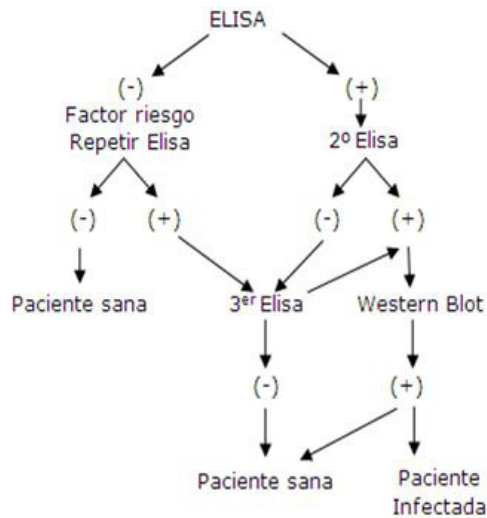 ELISA
(-)
(+)
Factor riesgo
Repetir Elisa
2º Elisa
(-)
(+)
(-)
(+)
Paciente sana
3er Elisa
Western Blot
(-)
(+)
Paciente sana
Paciente
Infectada